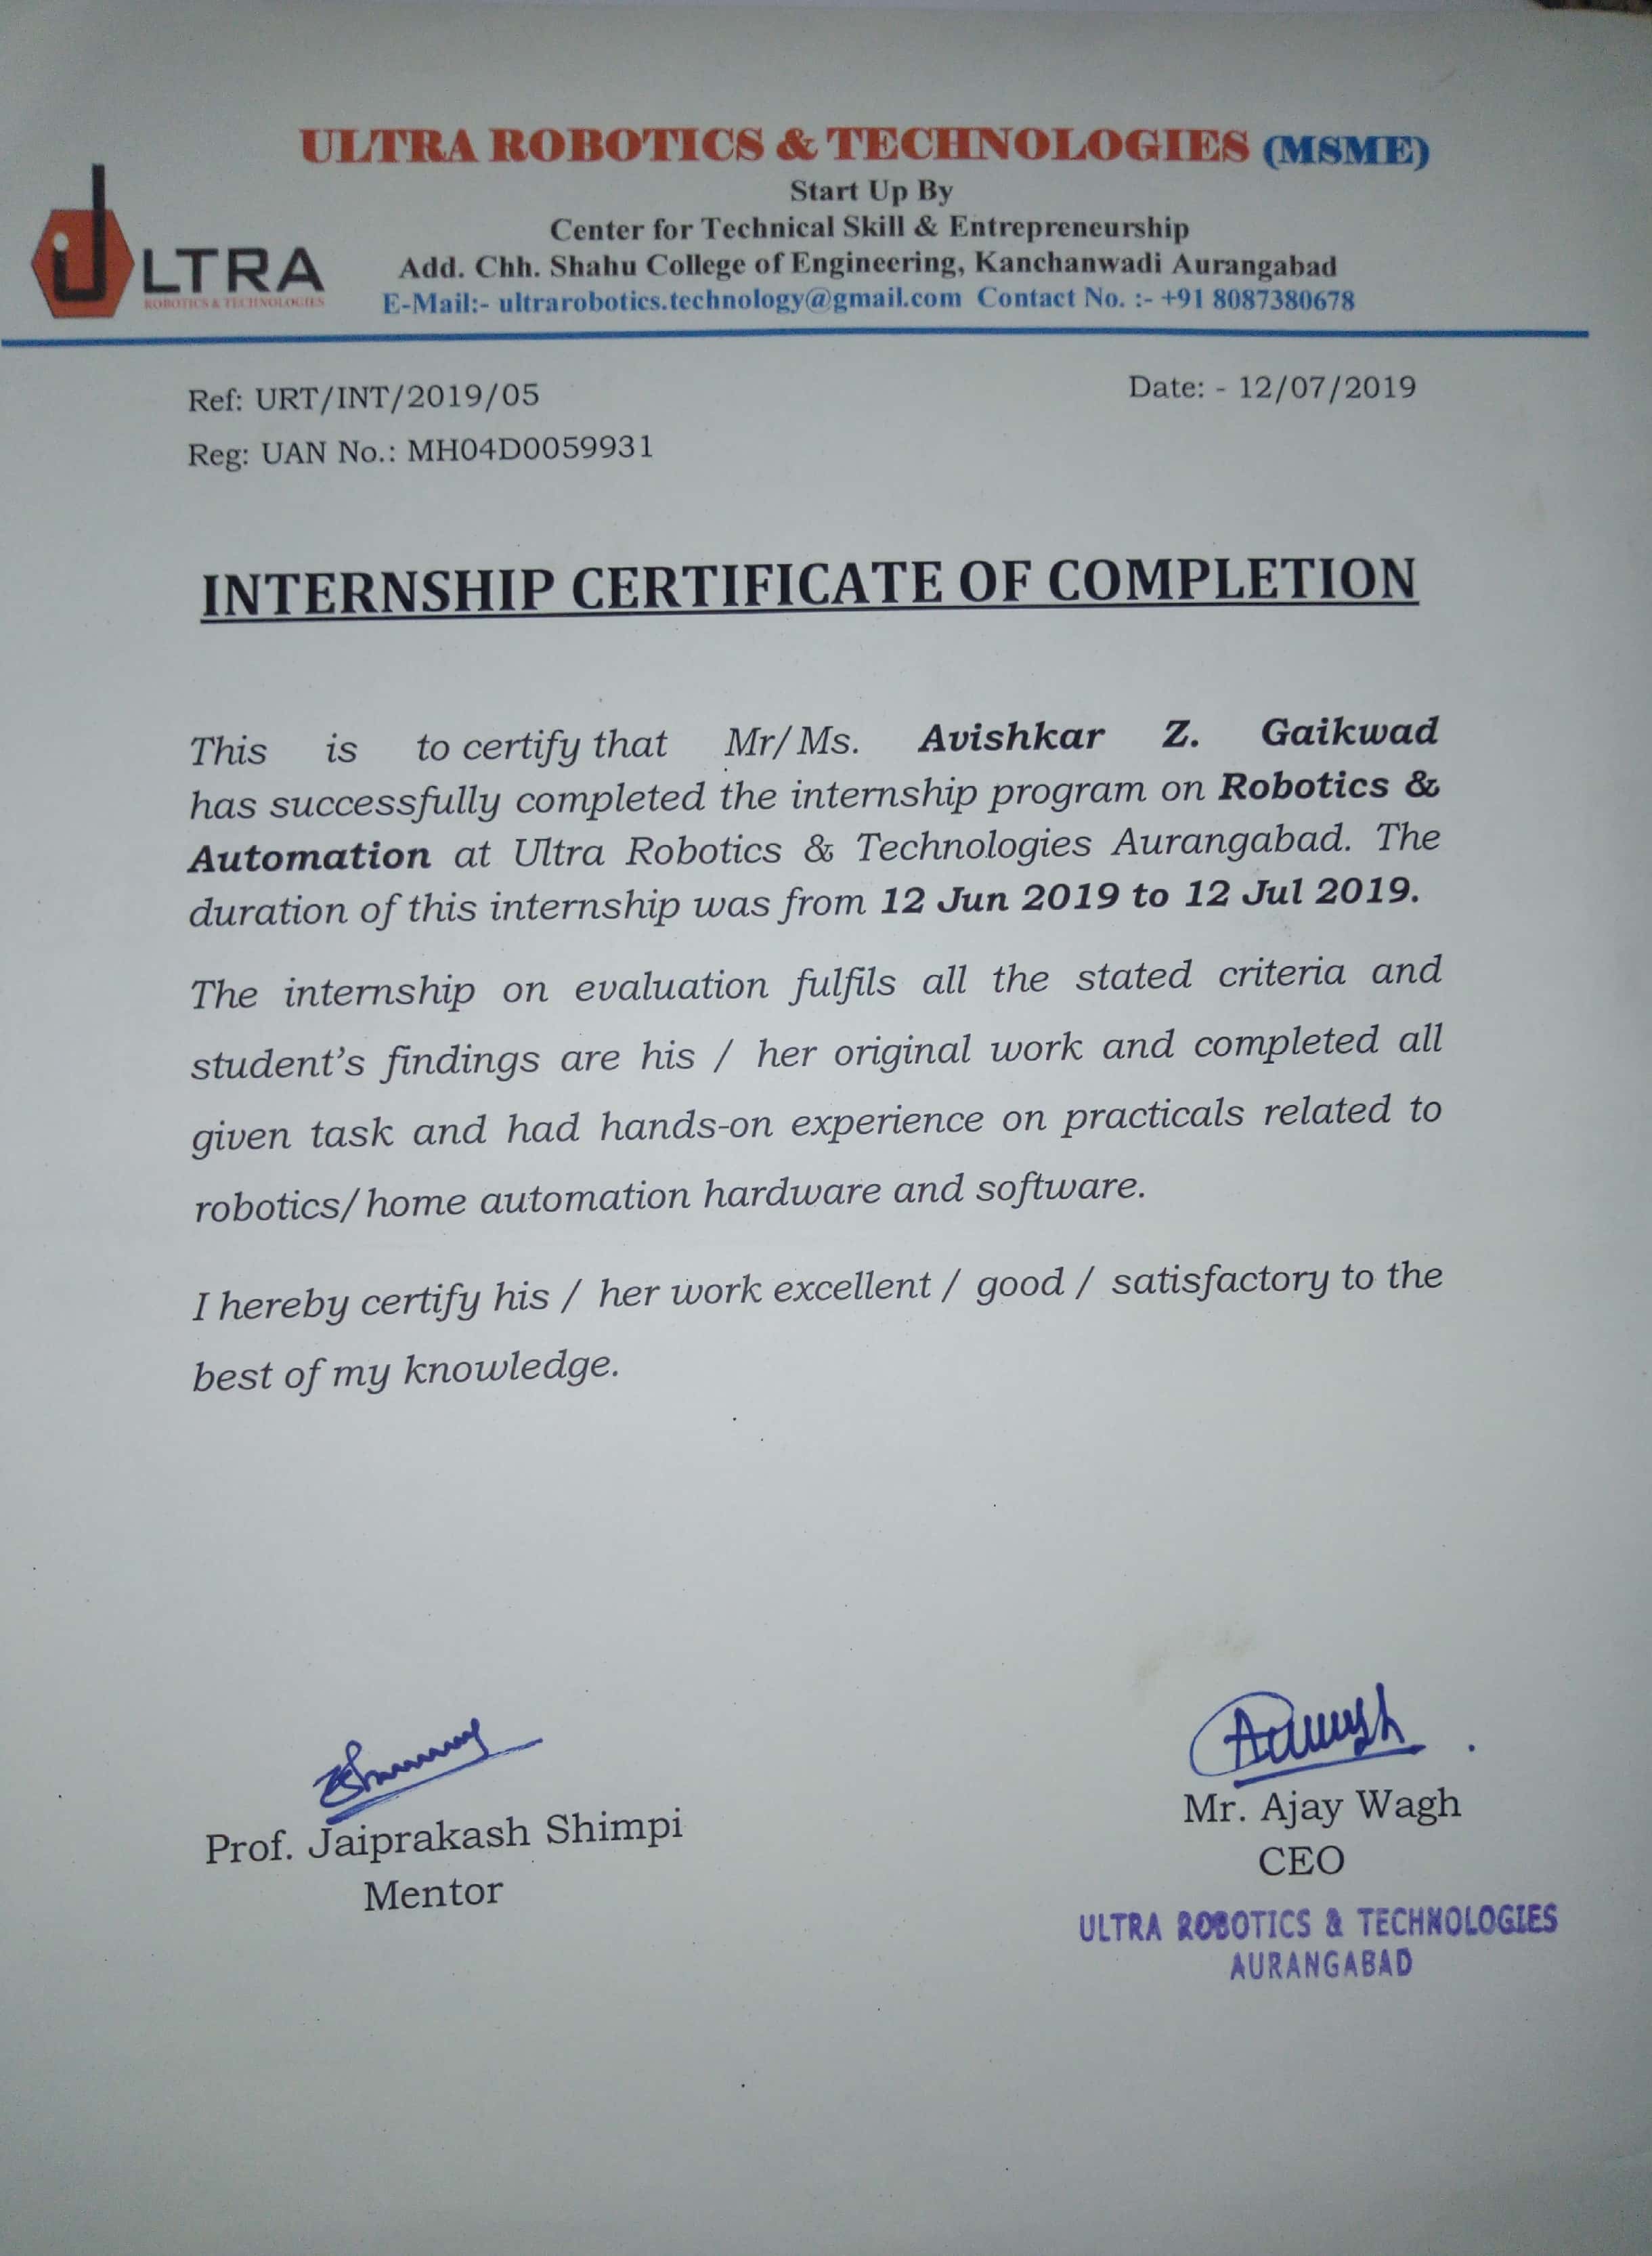 ULTRA ROBOTICS & TECHNOLOGIES (MSME)
Start Up By
Center for Technical Skill & Entrepreneurship
Add. Chh. Shahu College of Engineering, Kanchanwadi Aurangabad
E-Mail:- ultrarobotics.technology@gmail.com Contact No. :- +91 8087380678
ULTRA
ROBOTICS & TECHNOLOGIES
Ref: URT/INT/2019/05
Date: - 12/07/2019
Reg: UAN No.: MH04D0059931
INTERNSHIP CERTIFICATE OF COMPLETION
This is to certify that Mr/Ms. Avishkar Z. Gaikwad
has successfully completed the internship program on Robotics &
Automation at Ultra Robotics & Technologies Aurangabad. The
duration of this internship was from 12 Jun 2019 to 12 Jul 2019.
The internship on evaluation fulfils all the stated criteria and
student's findings are his / her original work and completed all
given task and had hands-on experience on practicals related to
robotics/home automation hardware and software.
I hereby certify his / her work excellent / good / satisfactory to the
best of my knowledge.
Prof. Jaiprakash Shimpi
Mentor
Mr. Ajay Wagh
CEO
ULTRA ROBOTICS & TECHNOLOGIES
AURANGABAD